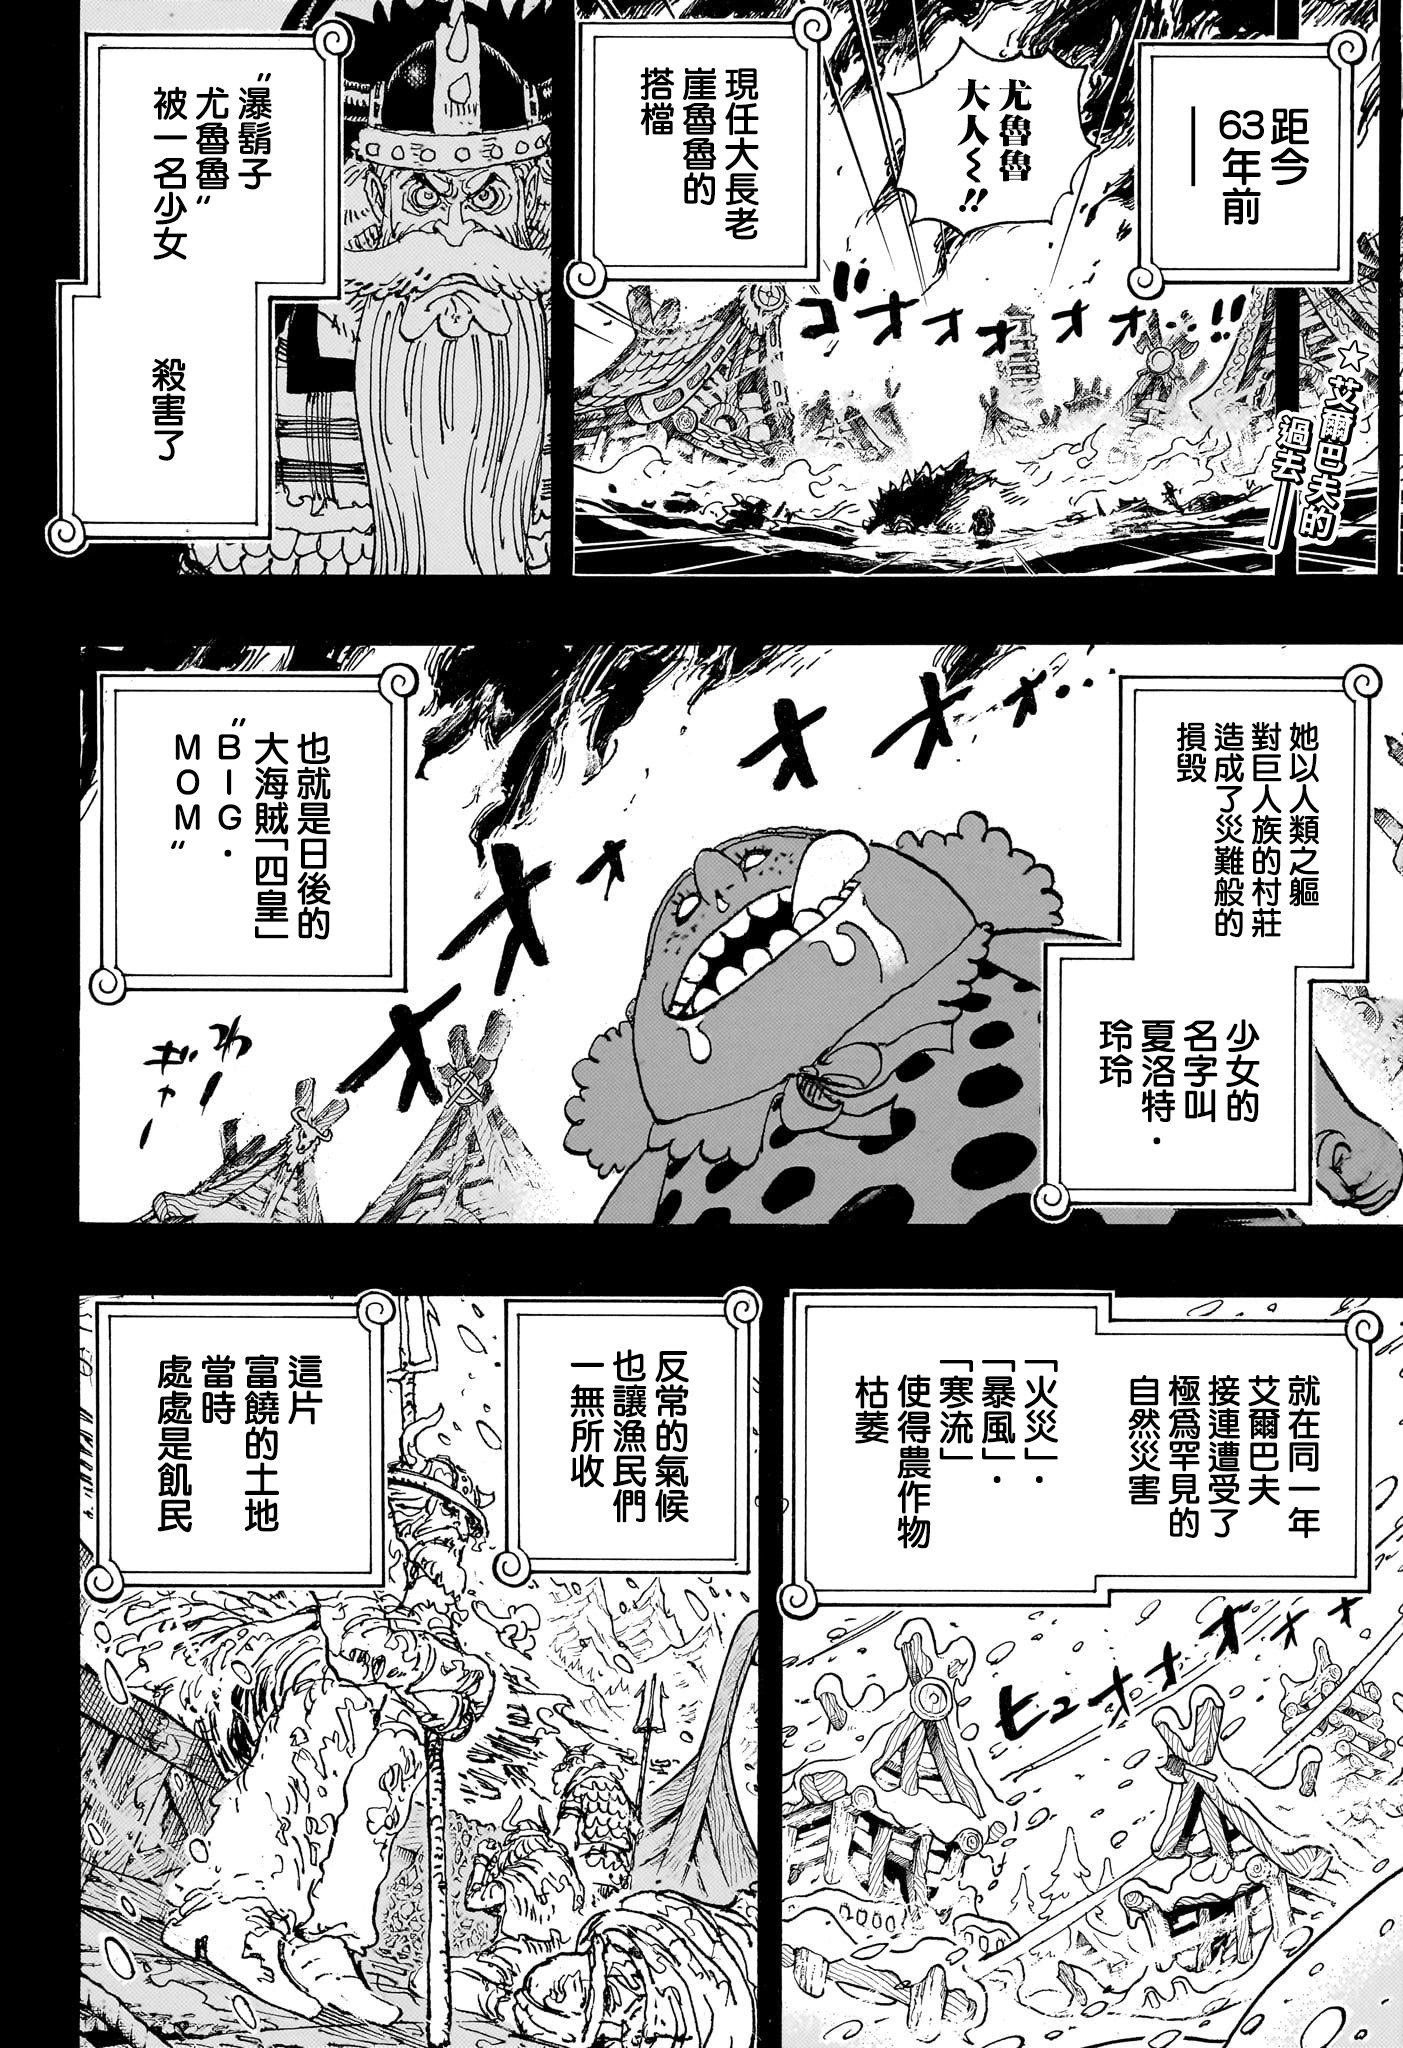 距今
63年前
——
尤魯魯
大人～!!
ゴオオオオオ…!!
★艾爾巴夫的
過去——
現任大長老
崖魯魯的
搭檔
“瀑鬍子
尤魯魯”
被一名少女
殺害了
她以人類之軀
對巨人族的村莊
造成了災難般的
損毀
少女的
名字叫
夏洛特．
玲玲
オオオオオオ…
也就是日後的
大海賊「四皇」
“BIG．
MOM”
わー
ギャー
就在同一年
艾爾巴夫
接連遭受了
極為罕見的
自然災害
「火災」．
「暴風」．
「寒流」
使得農作物
枯萎
ヒュオオオオオ
反常的氣候
也讓漁民們
一無所收
這片
富饒的土地
當時
處處是飢民